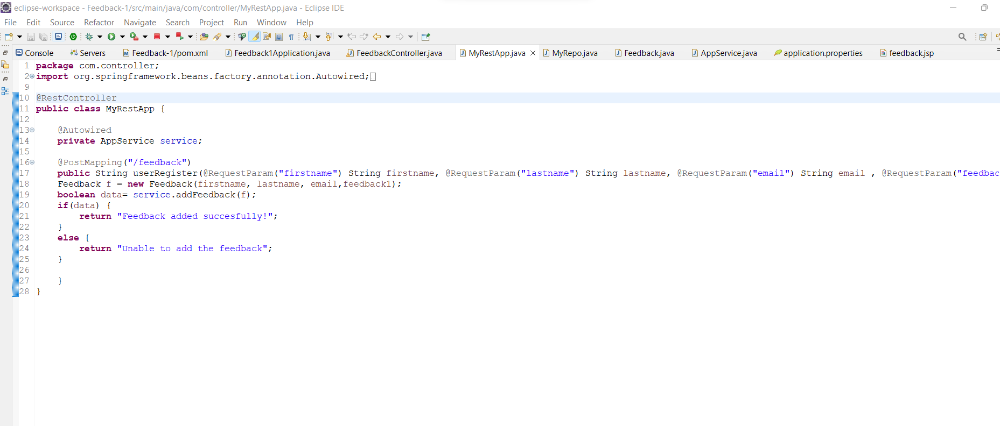 eclipse-workspace - Feedback-1/src/main/java/com/controller/MyRestApp.java - Eclipse IDE
File Edit Source Refactor Navigate Search Project Run Window Help
Console Servers Feedback-1/pom.xml Feedback1Application.java FeedbackController.java MyRestApp.java MyRepo.java Feedback.java AppService.java application.properties feedback.jsp
1 package com.controller;
2 import org.springframework.beans.factory.annotation.Autowired;
9
10 @RestController
11 public class MyRestApp {
12
13 @Autowired
14 private AppService service;
15
16 @PostMapping("/feedback")
17 public String userRegister(@RequestParam("firstname") String firstname, @RequestParam("lastname") String lastname, @RequestParam("email") String email , @RequestParam("feedbac
18 Feedback f = new Feedback(firstname, lastname, email,feedback1);
19 boolean data= service.addFeedback(f);
20 if(data) {
21 return "Feedback added succesfully!";
22 }
23 else {
24 return "Unable to add the feedback";
25 }
26
27 }
28 }